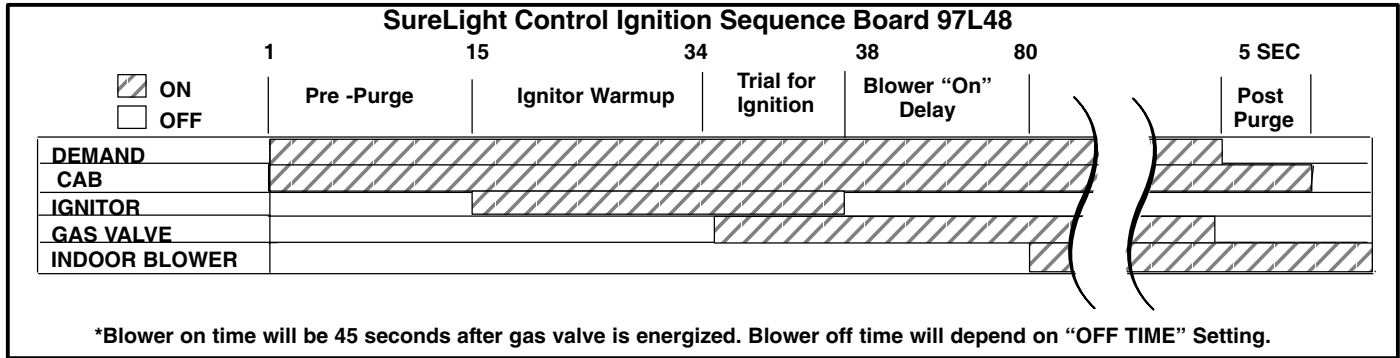 SureLight Control Ignition Sequence Board 97L48
1 15 34 38 80 5 SEC
ON
OFF
Pre -Purge
Ignitor Warmup
Trial for
Ignition
Blower “On”
Delay
Post
Purge
DEMAND
CAB
IGNITOR
GAS VALVE
INDOOR BLOWER
*Blower on time will be 45 seconds after gas valve is energized. Blower off time will depend on “OFF TIME” Setting.